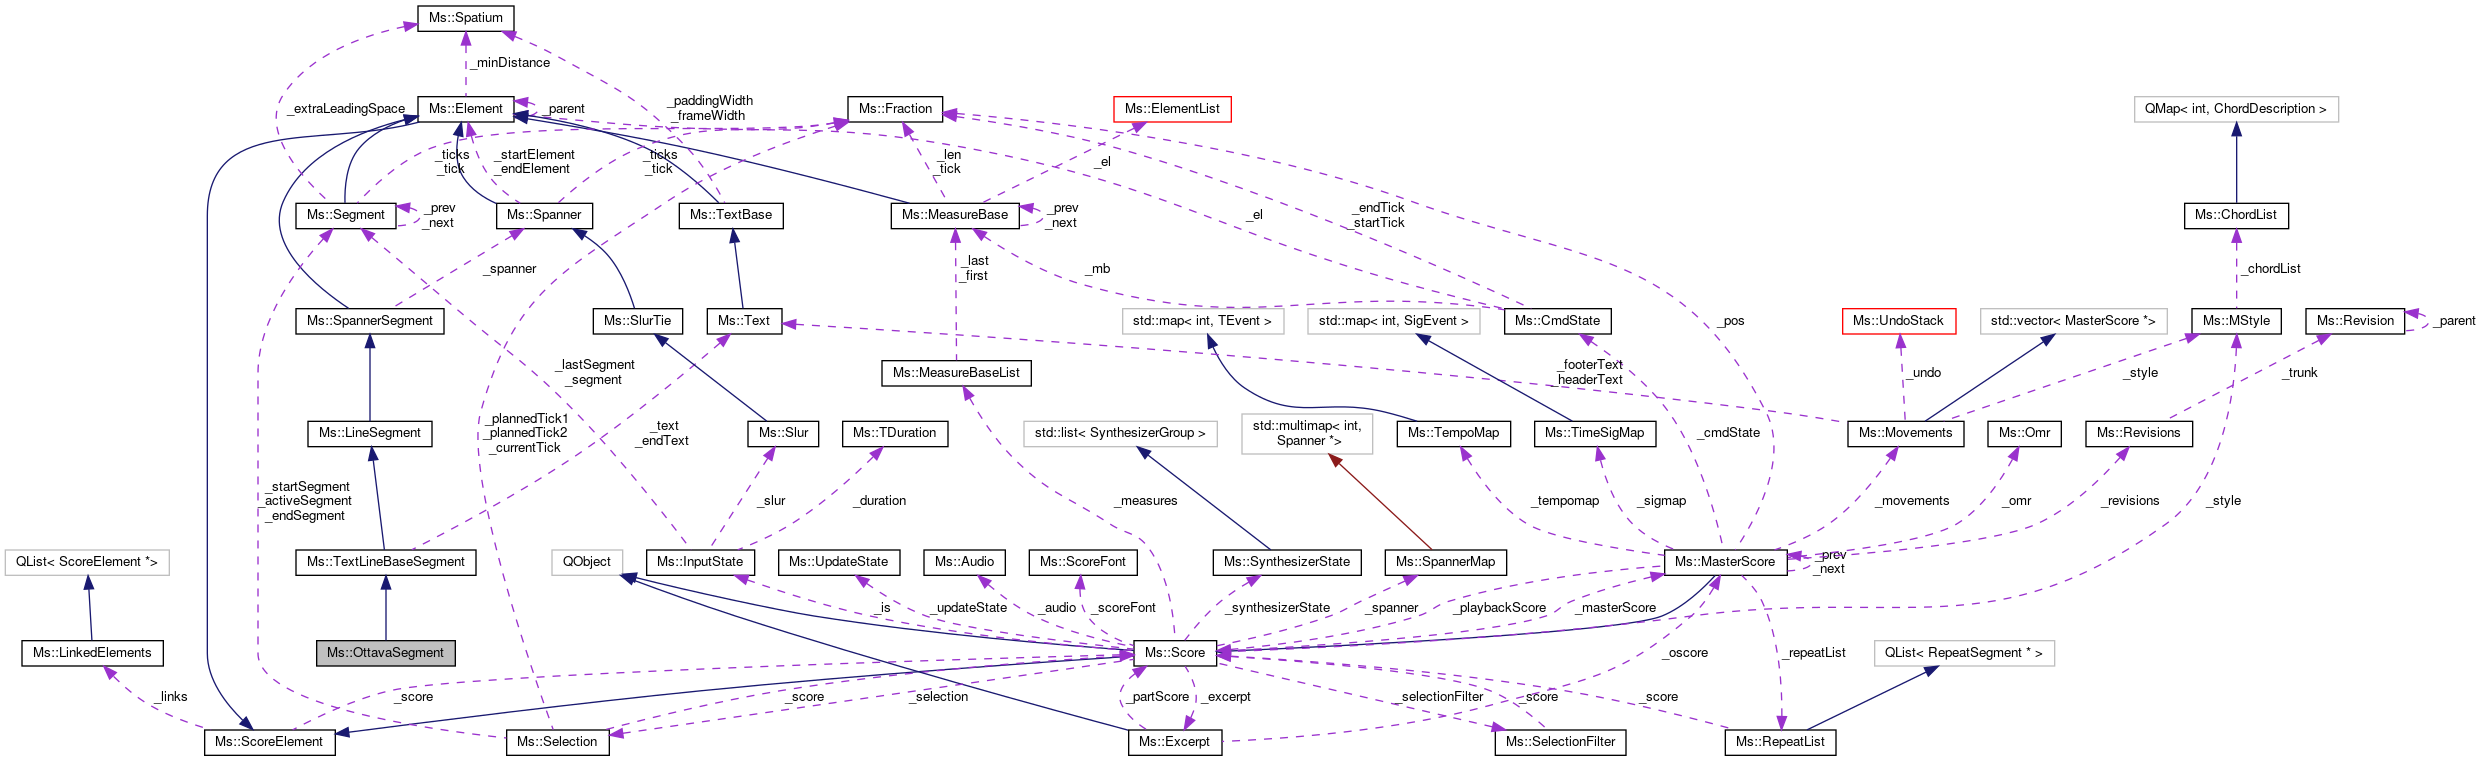 Ms::Spatium
_minDistance
_extraLeadingSpace
Ms::Element
_parent
_paddingWidth
_frameWidth
Ms::Fraction
Ms::ElementList
QMap< int, ChordDescription >
_ticks
_tick
_startElement
_endElement
_ticks
_tick
_len
_tick
_el
Ms::Segment
_prev
_next
Ms::Spanner
Ms::TextBase
Ms::MeasureBase
_prev
_next
_el
_endTick
_startTick
Ms::ChordList
_spanner
_last
_first
_mb
_chordList
Ms::SpannerSegment
Ms::SlurTie
Ms::Text
std::map< int, TEvent >
std::map< int, SigEvent >
Ms::CmdState
_pos
Ms::UndoStack
std::vector< MasterScore *>
Ms::MStyle
Ms::Revision
_parent
_lastSegment
_segment
Ms::MeasureBaseList
_footerText
_headerText
_undo
_style
_trunk
_plannedTick1
_plannedTick2
_currentTick
Ms::LineSegment
_text
_endText
Ms::Slur
Ms::TDuration
std::list< SynthesizerGroup >
std::multimap< int,
Spanner *>
Ms::TempoMap
Ms::TimeSigMap
_cmdState
Ms::Movements
Ms::Omr
Ms::Revisions
_startSegment
_activeSegment
_endSegment
_slur
_duration
_measures
_tempomap
_sigmap
_movements
_omr
_revisions
_style
QList< ScoreElement *>
Ms::TextLineBaseSegment
QObject
Ms::InputState
Ms::UpdateState
Ms::Audio
Ms::ScoreFont
Ms::SynthesizerState
Ms::SpannerMap
Ms::MasterScore
_prev
_next
_is
_updateState
_audio
_scoreFont
_synthesizerState
_spanner
_playbackScore
_masterScore
Ms::LinkedElements
Ms::OttavaSegment
Ms::Score
_oscore
_repeatList
QList< RepeatSegment * >
_links
_score
_score
_selection
_partScore
_excerpt
_selectionFilter
_score
_score
Ms::ScoreElement
Ms::Selection
Ms::Excerpt
Ms::SelectionFilter
Ms::RepeatList